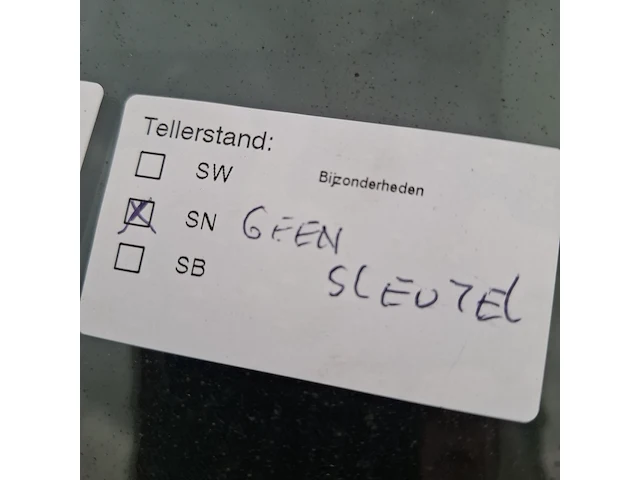 Tellerstand:
SW
Bijzonderheden
SN GEEN
SLEUTEL
SB